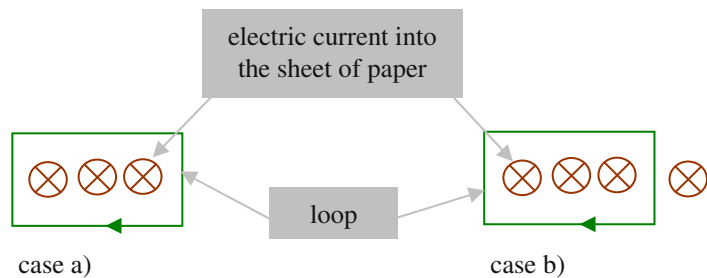 electric current into
the sheet of paper
loop
case a)
case b)